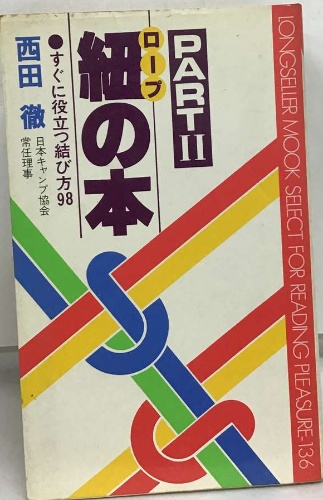 PART II
ロープ
紐の本
●すぐに役立つ結び方98
西田 徹
日本キャンプ協会
常任理事
LONGSELLER MOOK SELECT FOR READING PLEASURE-136